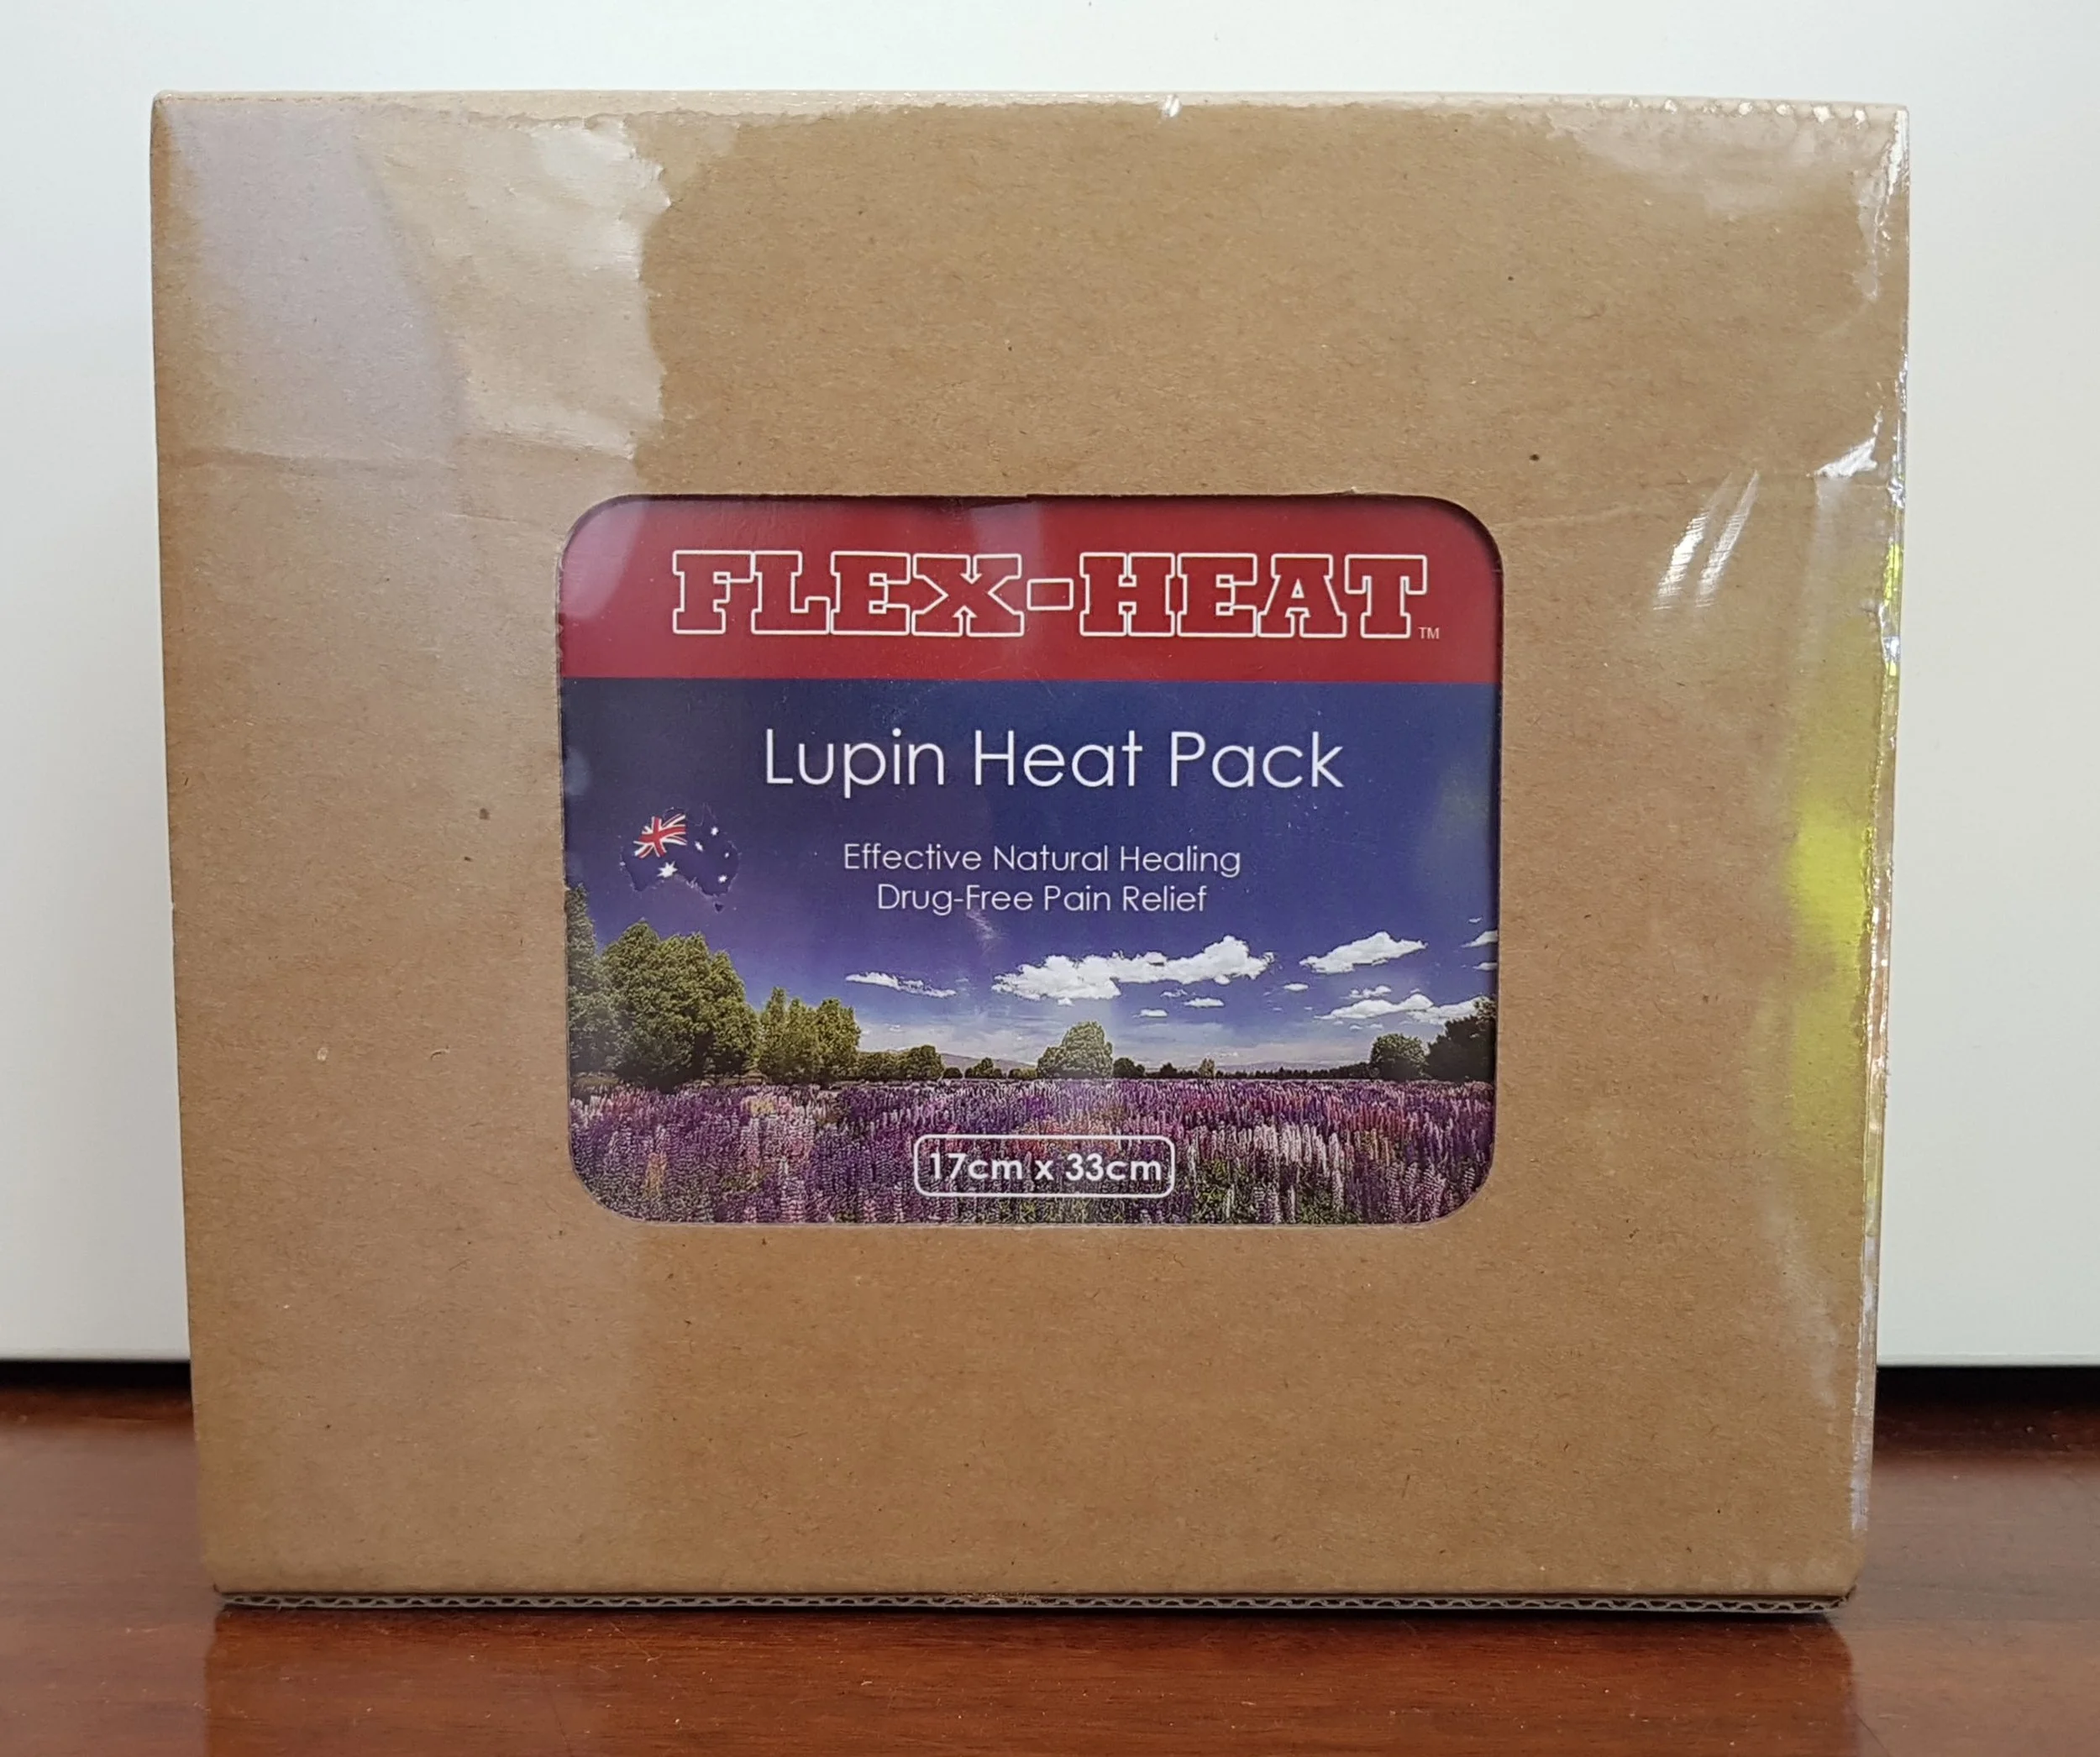 FLEX-HEAT™
Lupin Heat Pack
Effective Natural Healing
Drug-Free Pain Relief
17cm x 33cm